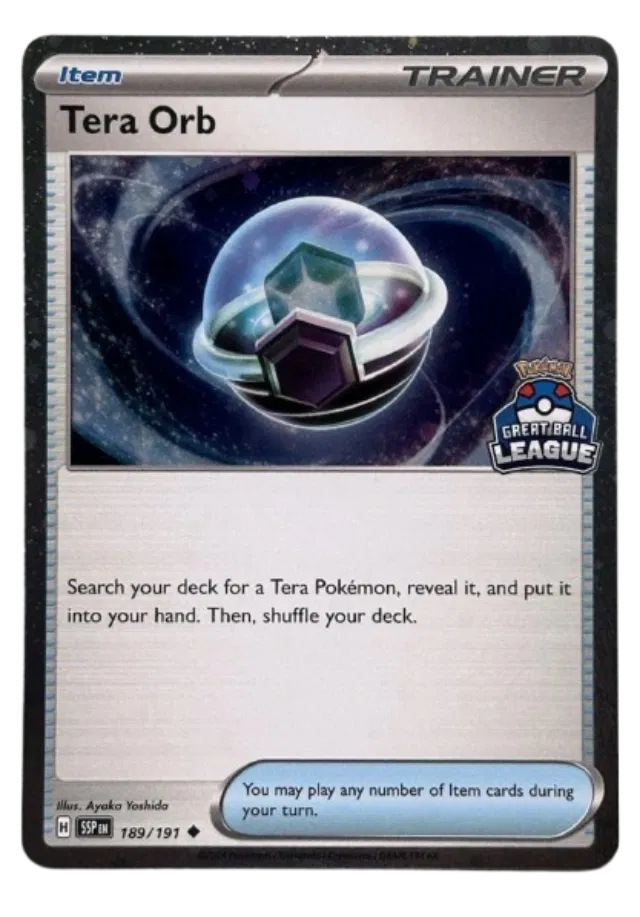 Item
TRAINER
Tera Orb
Pokémon
GREAT BALL
LEAGUE
Search your deck for a Tera Pokémon, reveal it, and put it
into your hand. Then, shuffle your deck.
You may play any number of Item cards during
your turn.
Illus. Ayaka Yoshida
H SSP EN 189/191